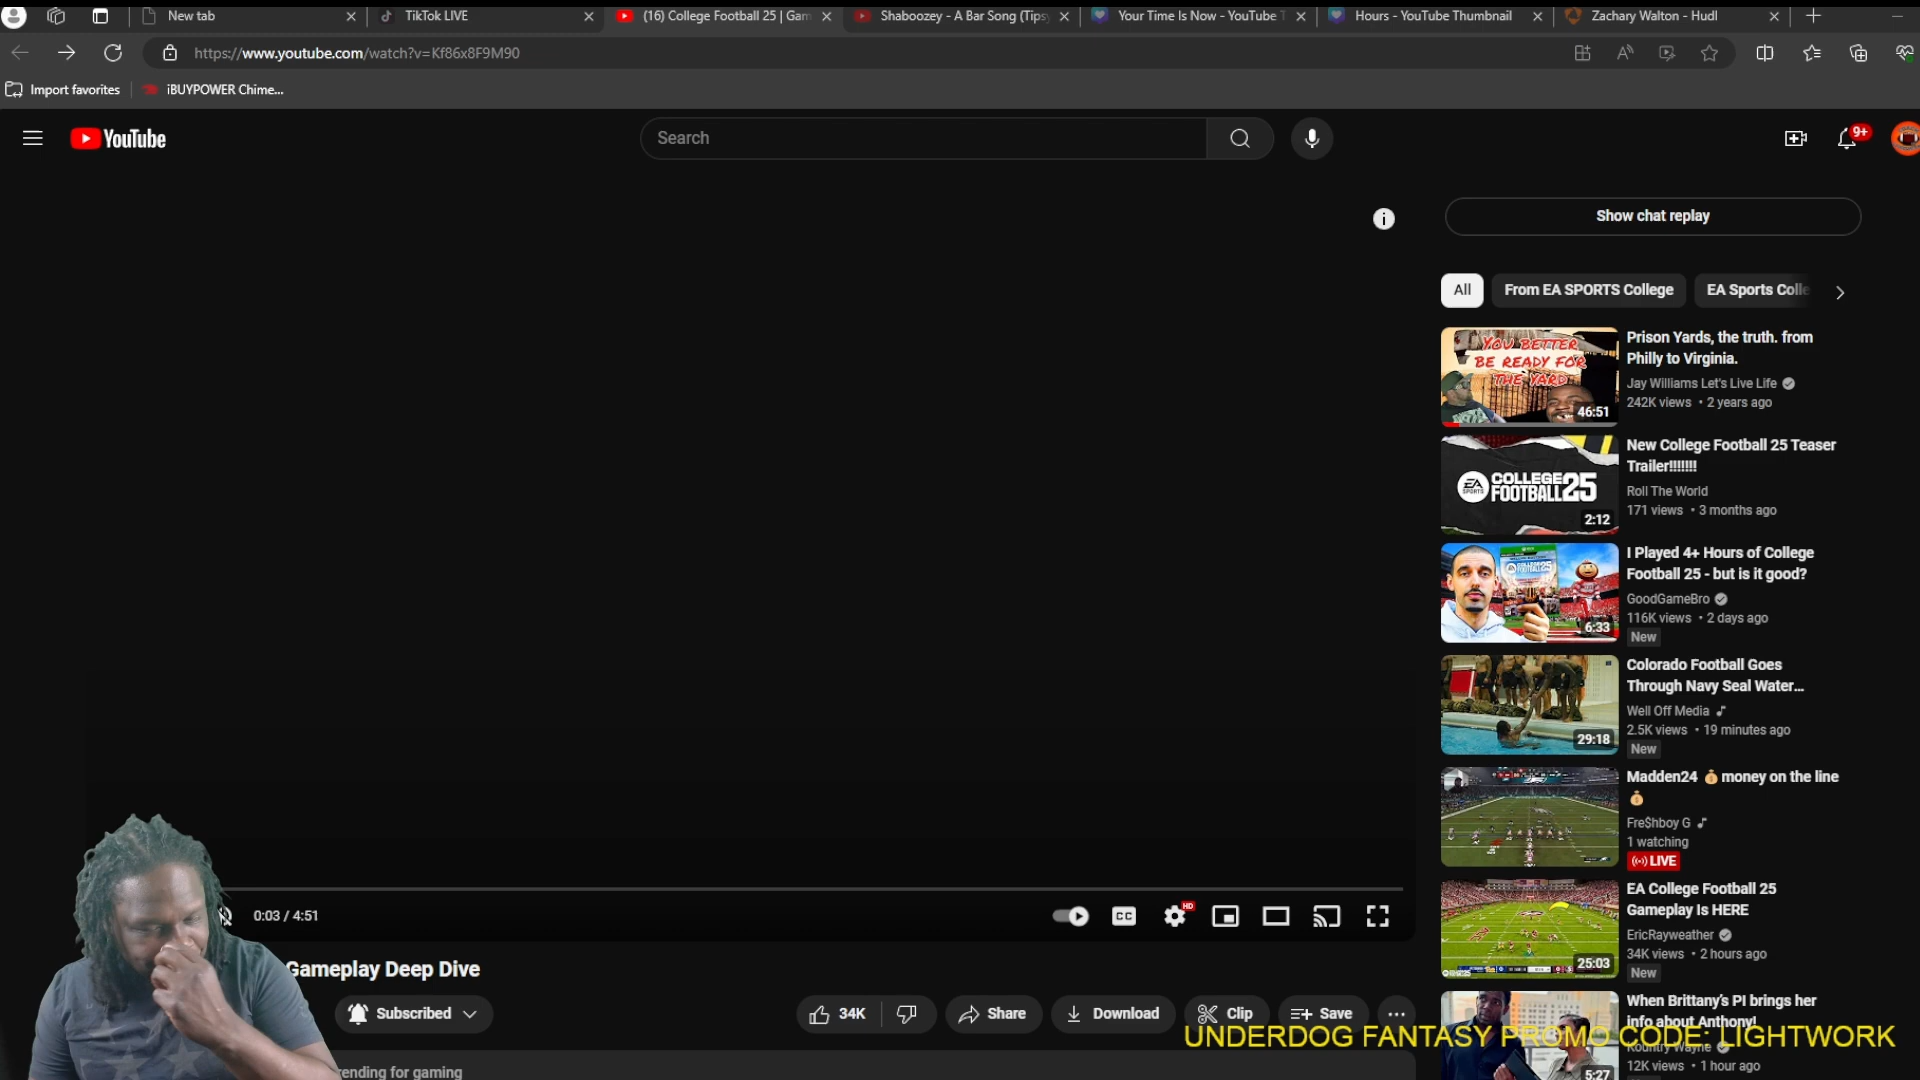 New tab
TikTok LIVE
(16) College Football 25 | Gam
Shaboozey - A Bar Song (Tipsy
Your Time Is Now - YouTube T
Hours - YouTube Thumbnail
Zachary Walton - Hudl
https://www.youtube.com/watch?v=Kf86x8F9M90
Import favorites
iBUYPOWER Chime...
YouTube
Search
9+
Show chat replay
All
From EA SPORTS College
EA Sports Colle
YOU BETTER
BE READY FOR
THE YARD
46:51
Prison Yards, the truth. from
Philly to Virginia.
Jay Williams Let's Live Life
242K views • 2 years ago
EA SPORTS
COLLEGE
FOOTBALL 25
2:12
New College Football 25 Teaser
Trailer!!!!!!!
Roll The World
171 views • 3 months ago
6:33
I Played 4+ Hours of College
Football 25 - but is it good?
GoodGameBro
116K views • 2 days ago
New
29:18
Colorado Football Goes
Through Navy Seal Water...
Well Off Media
2.5K views • 19 minutes ago
New
Madden24 💰money on the line
💰
Fre$hboy G
1 watching
LIVE
25:03
EA College Football 25
Gameplay Is HERE
EricRayweather
34K views • 2 hours ago
New
5:27
When Brittany's PI brings her
info about Anthony!
Kountry Wayne
12K views • 1 hour ago
0:03 / 4:51
CC
HD
Gameplay Deep Dive
Subscribed
34K
Share
Download
Clip
Save
UNDERDOG FANTASY PROMO CODE: LIGHTWORK
rending for gaming